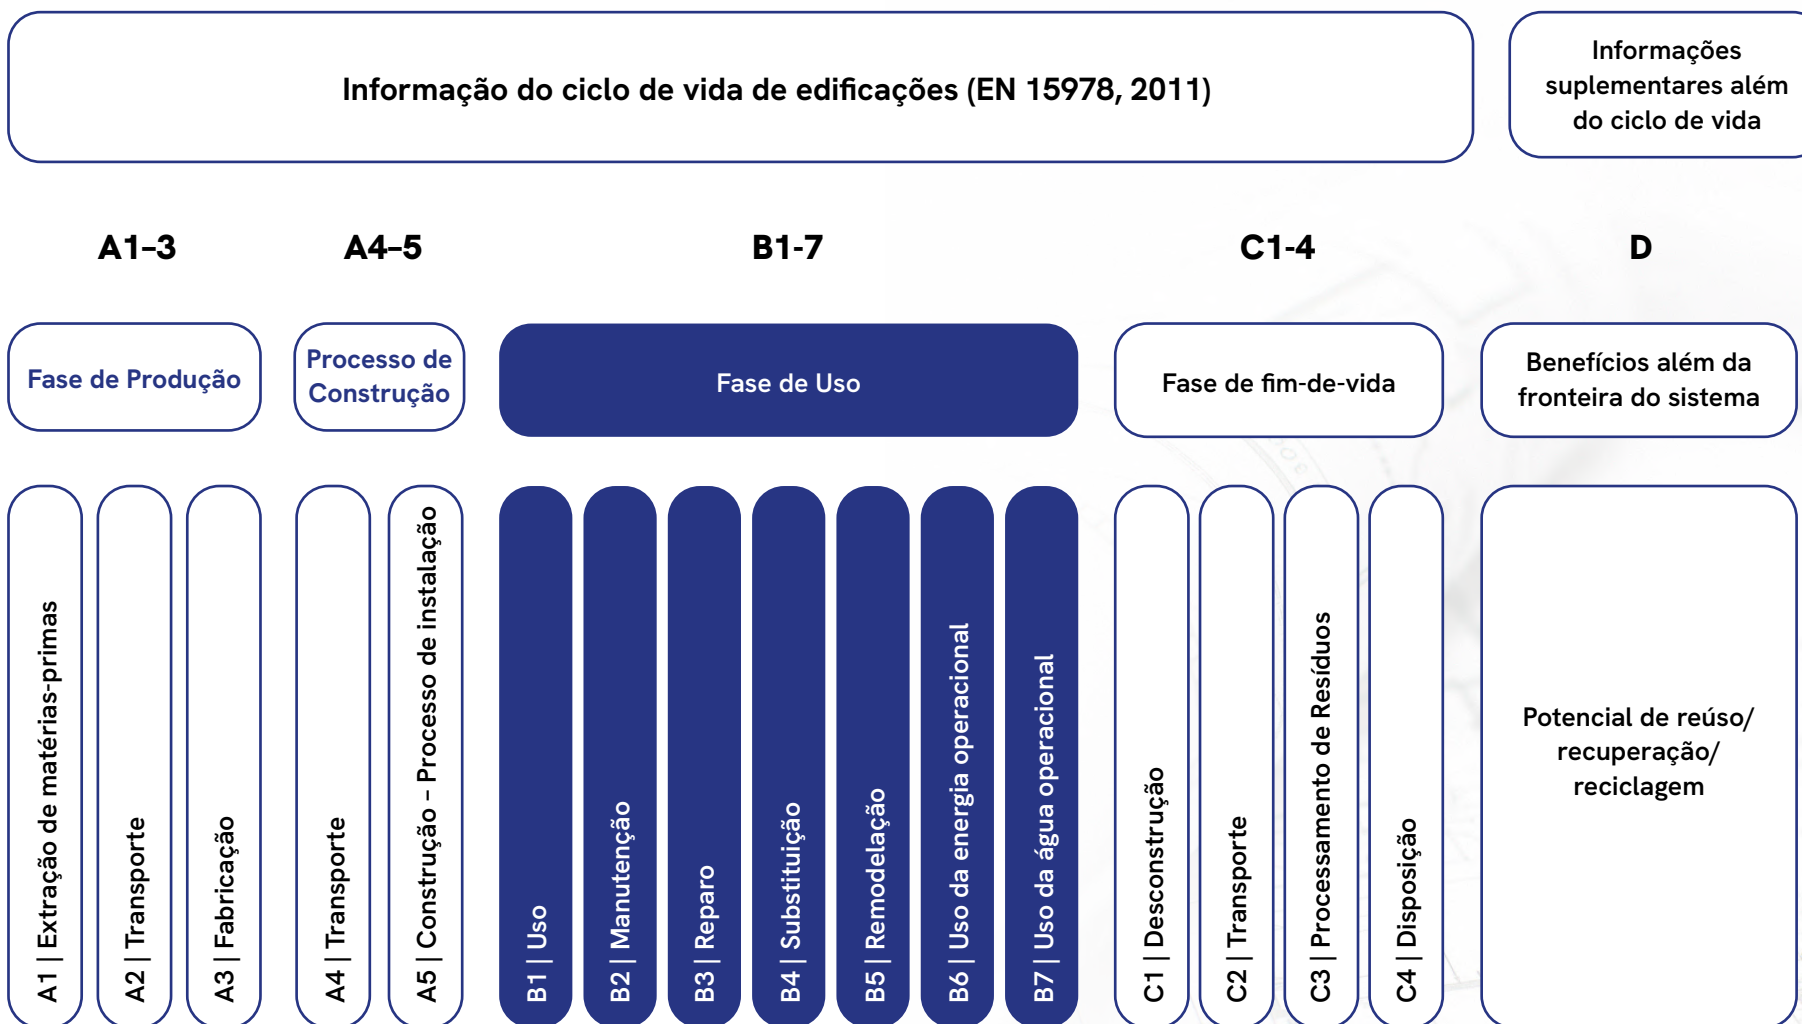 Informação do ciclo de vida de edificações (EN 15978, 2011)
Informações
suplementares além
do ciclo de vida
A1–3
A4–5
B1-7
C1-4
D
Fase de Produção
Processo de
Construção
Fase de Uso
Fase de fim-de-vida
Benefícios além da
fronteira do sistema
A1 | Extração de matérias-primas
A2 | Transporte
A3 | Fabricação
A4 | Transporte
A5 | Construção – Processo de instalação
B1 | Uso
B2 | Manutenção
B3 | Reparo
B4 | Substituição
B5 | Remodelação
B6 | Uso da energia operacional
B7 | Uso da água operacional
C1 | Desconstrução
C2 | Transporte
C3 | Processamento de Resíduos
C4 | Disposição
Potencial de reúso/
recuperação/
reciclagem